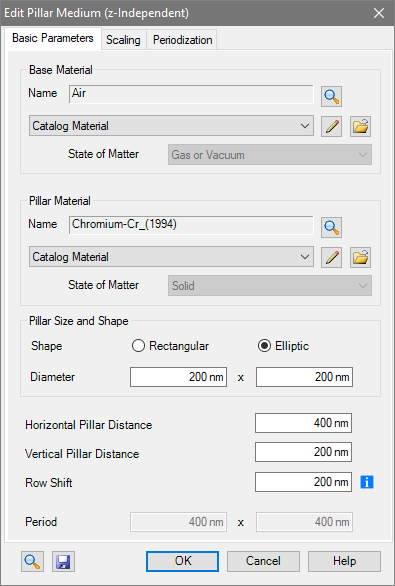 Edit Pillar Medium (z-Independent)
Basic Parameters Scaling Periodization
Base Material
Name Air
Catalog Material
State of Matter Gas or Vacuum
Pillar Material
Name Chromium-Cr_(1994)
Catalog Material
State of Matter Solid
Pillar Size and Shape
Shape Rectangular Elliptic
Diameter 200 nm x 200 nm
Horizontal Pillar Distance 400 nm
Vertical Pillar Distance 200 nm
Row Shift 200 nm i
Period 400 nm x 400 nm
OK Cancel Help